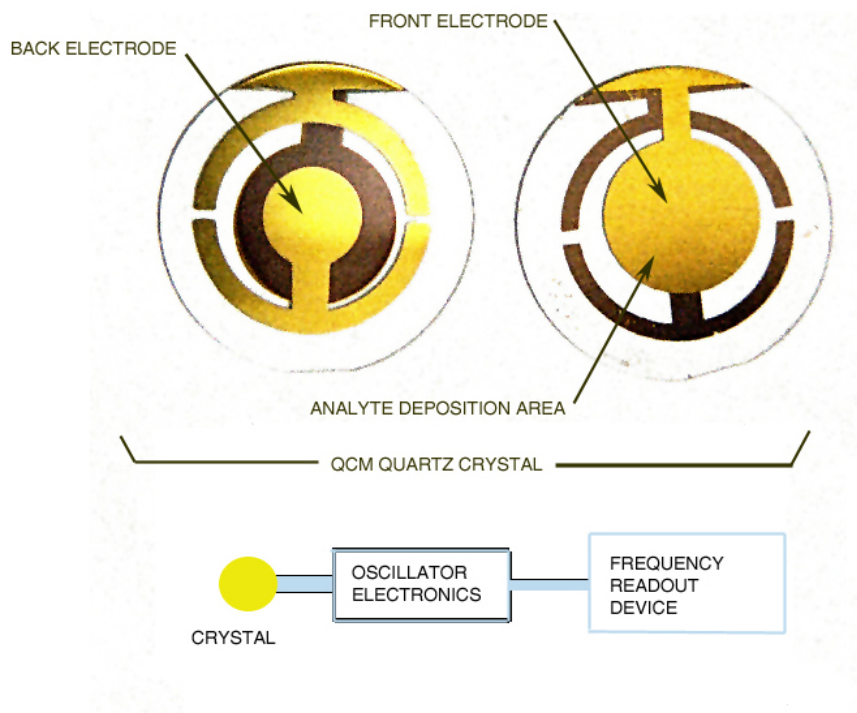 FRONT ELECTRODE
BACK ELECTRODE
ANALYTE DEPOSITION AREA
QCM QUARTZ CRYSTAL
OSCILLATOR
ELECTRONICS
FREQUENCY
READOUT
DEVICE
CRYSTAL